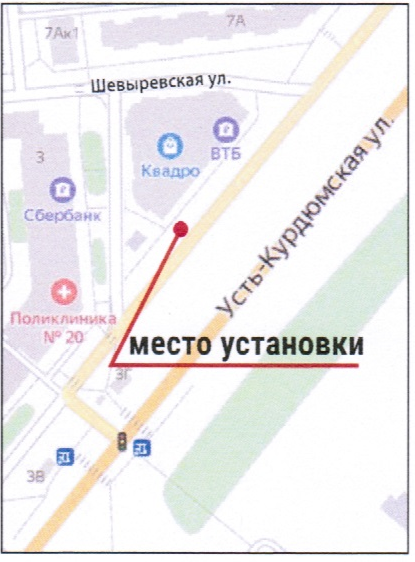 7Ак1
7А
Шевыревская ул.
3
ВТБ
Квадро
Сбербанк
Усть-Курдюмская ул.
Поликлиника
№ 20
место установки
3Г
3В